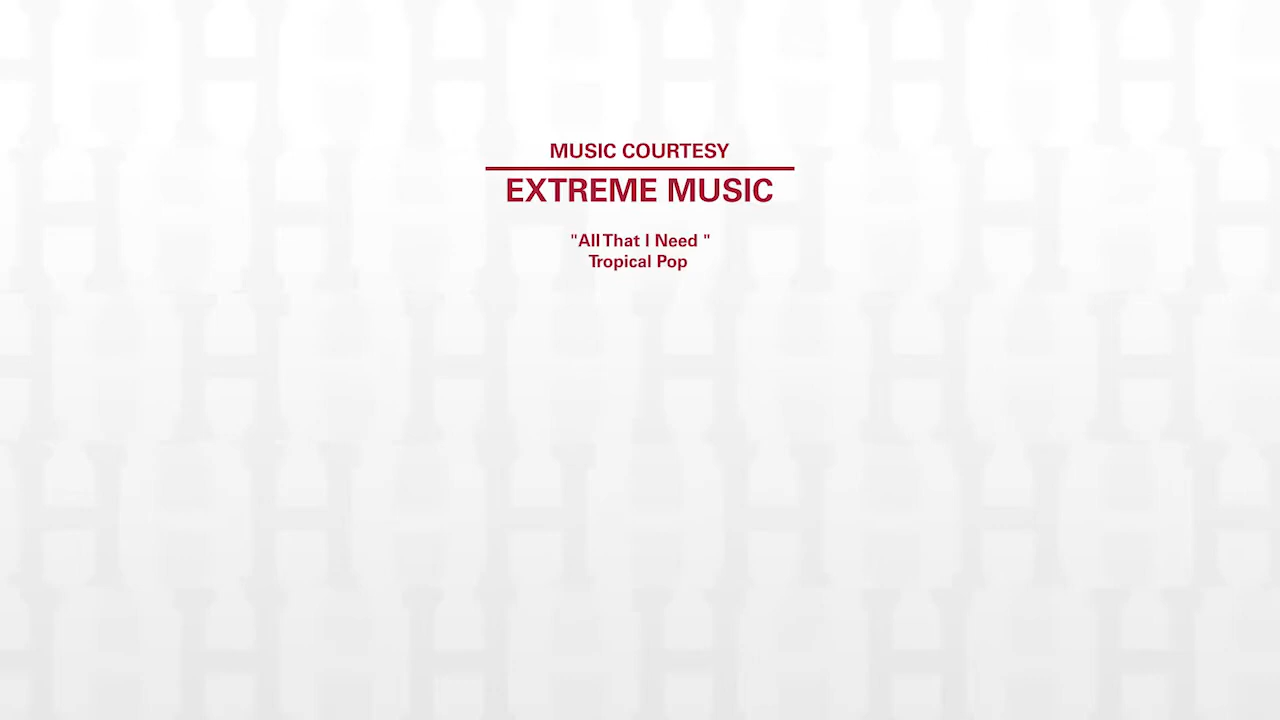 MUSIC COURTESY
EXTREME MUSIC
"All That I Need "
Tropical Pop